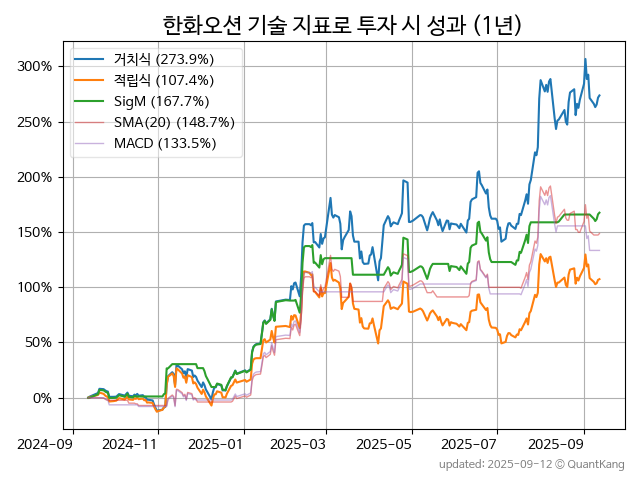 한화오션 기술 지표로 투자 시 성과 (1년)
거치식 (273.9%)
적립식 (107.4%)
SigM (167.7%)
SMA(20) (148.7%)
MACD (133.5%)
300%
250%
200%
150%
100%
50%
0%
2024-09 2024-11 2025-01 2025-03 2025-05 2025-07 2025-09
updated: 2025-09-12 © QuantKang